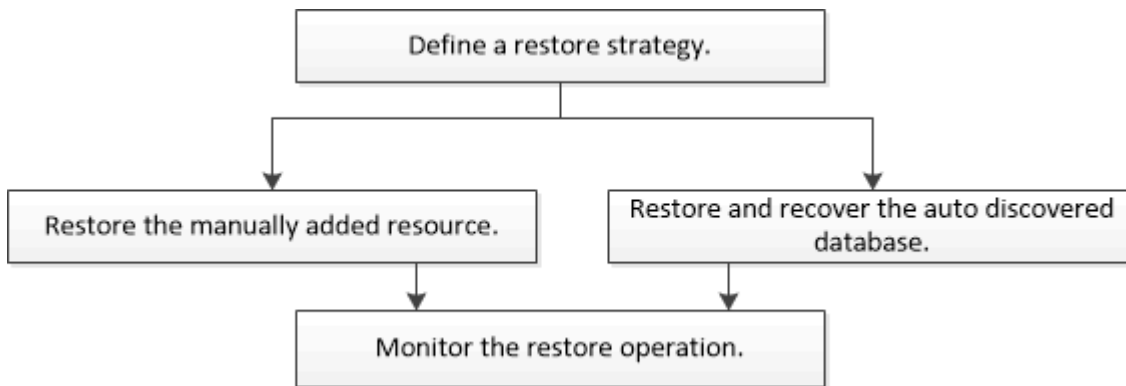 Define a restore strategy.
Restore the manually added resource.
Restore and recover the auto discovered
database.
Monitor the restore operation.